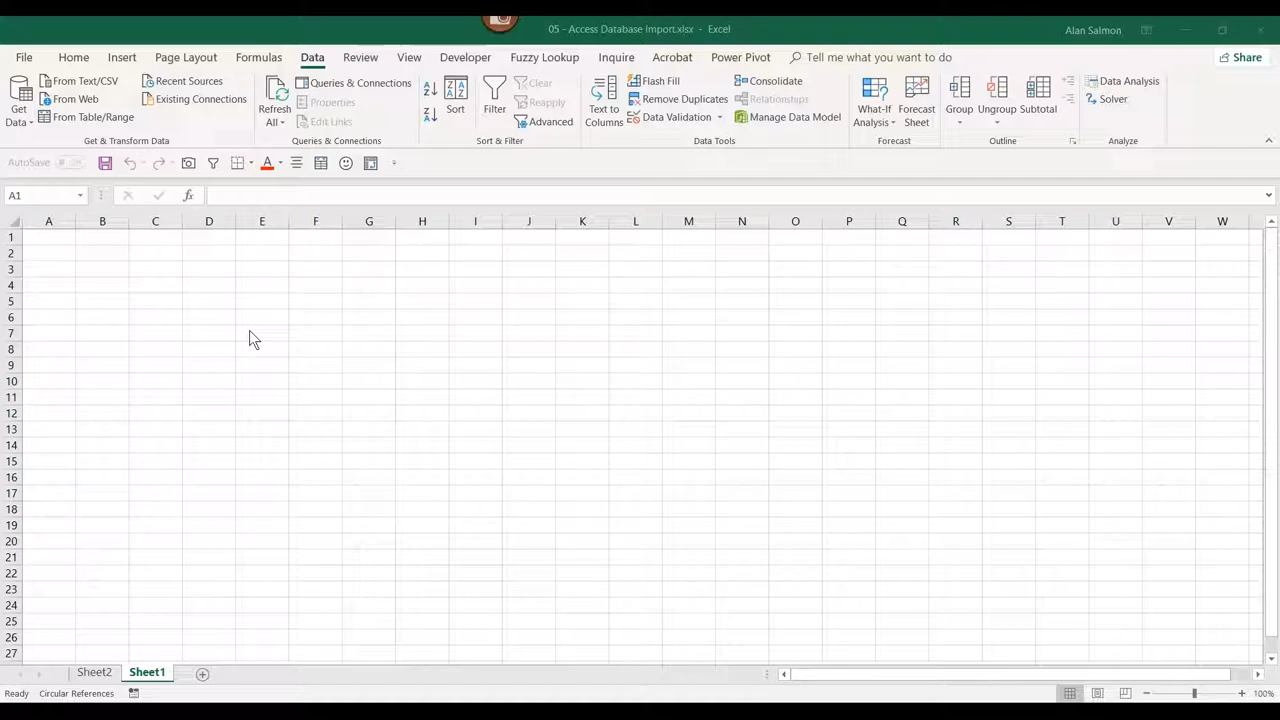 05 - Access Database Import.xlsx - Excel
Alan Salmon
File Home Insert Page Layout Formulas Data Review View Developer Fuzzy Lookup Inquire Acrobat Power Pivot Tell me what you want to do Share
Get Data
From Text/CSV
From Web
From Table/Range
Recent Sources
Existing Connections
Get & Transform Data
Refresh All
Queries & Connections
Properties
Edit Links
Queries & Connections
Sort
Filter
Clear
Reapply
Advanced
Sort & Filter
Text to Columns
Flash Fill
Remove Duplicates
Data Validation
Consolidate
Relationships
Manage Data Model
Data Tools
What-If Analysis
Forecast Sheet
Forecast
Group
Ungroup
Subtotal
Outline
Data Analysis
Solver
Analyze
AutoSave Off
A1
fx
A B C D E F G H I J K L M N O P Q R S T U V W
1
2
3
4
5
6
7
8
9
10
11
12
13
14
15
16
17
18
19
20
21
22
23
24
25
26
27
Sheet2 Sheet1
Ready Circular References
100%